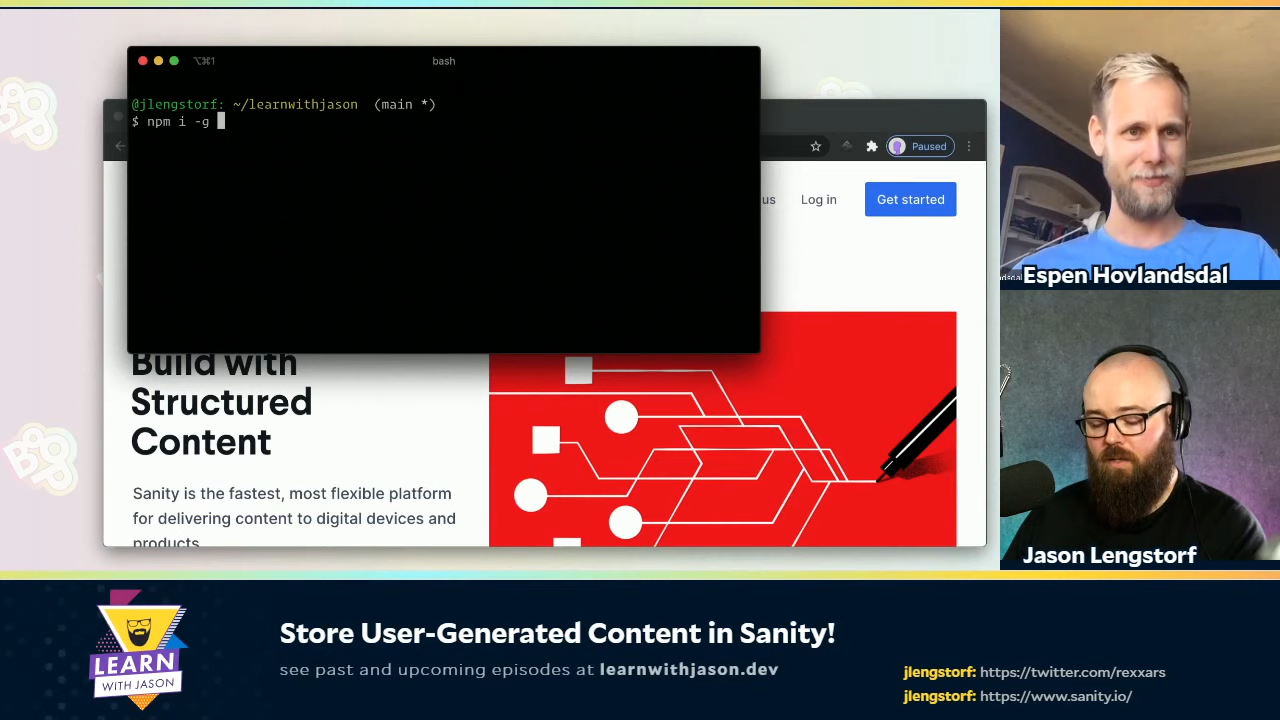 ⌥⌘1
bash
@jlengstorf: ~/learnwithjason (main *)
$ npm i -g
Paused
us
Log in
Get started
Build with
Structured
Content
Sanity is the fastest, most flexible platform
for delivering content to digital devices and
products
Espen Hovlandsdal
Jason Lengstorf
LEARN
WITH JASON
Store User-Generated Content in Sanity!
see past and upcoming episodes at learnwithjason.dev
jlengstorf: https://twitter.com/rexxars
jlengstorf: https://www.sanity.io/